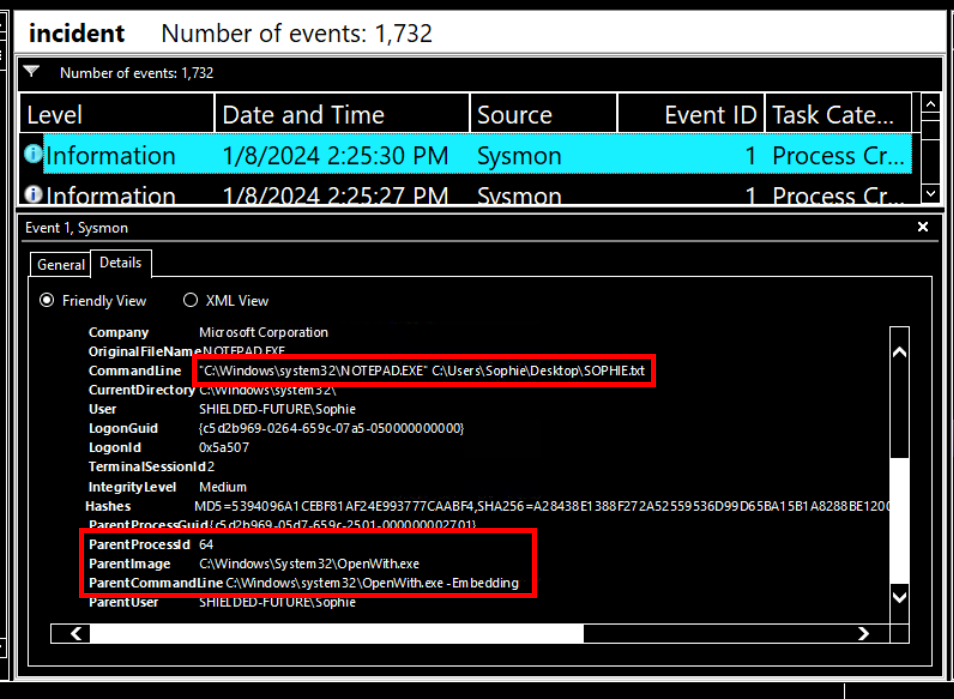 incident Number of events: 1,732
Number of events: 1,732
Level Date and Time Source Event ID Task Cate...
Information 1/8/2024 2:25:30 PM Sysmon 1 Process Cr...
Information 1/8/2024 2:25:27 PM Sysmon 1 Process Cr...
Event 1, Sysmon
General Details
Friendly View XML View
Company Microsoft Corporation
OriginalFileName NOTEPAD.EXE
CommandLine "C:\Windows\system32\NOTEPAD.EXE" C:\Users\Sophie\Desktop\SOPHIE.txt
CurrentDirectory C:\Windows\system32\
User SHIELDED-FUTURE\Sophie
LogonGuid {c5d2b969-0264-659c-07a5-050000000000}
LogonId 0x5a507
TerminalSessionId 2
IntegrityLevel Medium
Hashes MD5=5394096A1CEBF81AF24E993777CAABF4,SHA256=A28438E1388F272A52559536D99D65BA15B1A8288BE1200
ParentProcessGuid {c5d2b969-05d7-659c-2501-000000002701}
ParentProcessId 64
ParentImage C:\Windows\System32\OpenWith.exe
ParentCommandLine C:\Windows\system32\OpenWith.exe -Embedding
ParentUser SHIELDED-FUTURE\Sophie